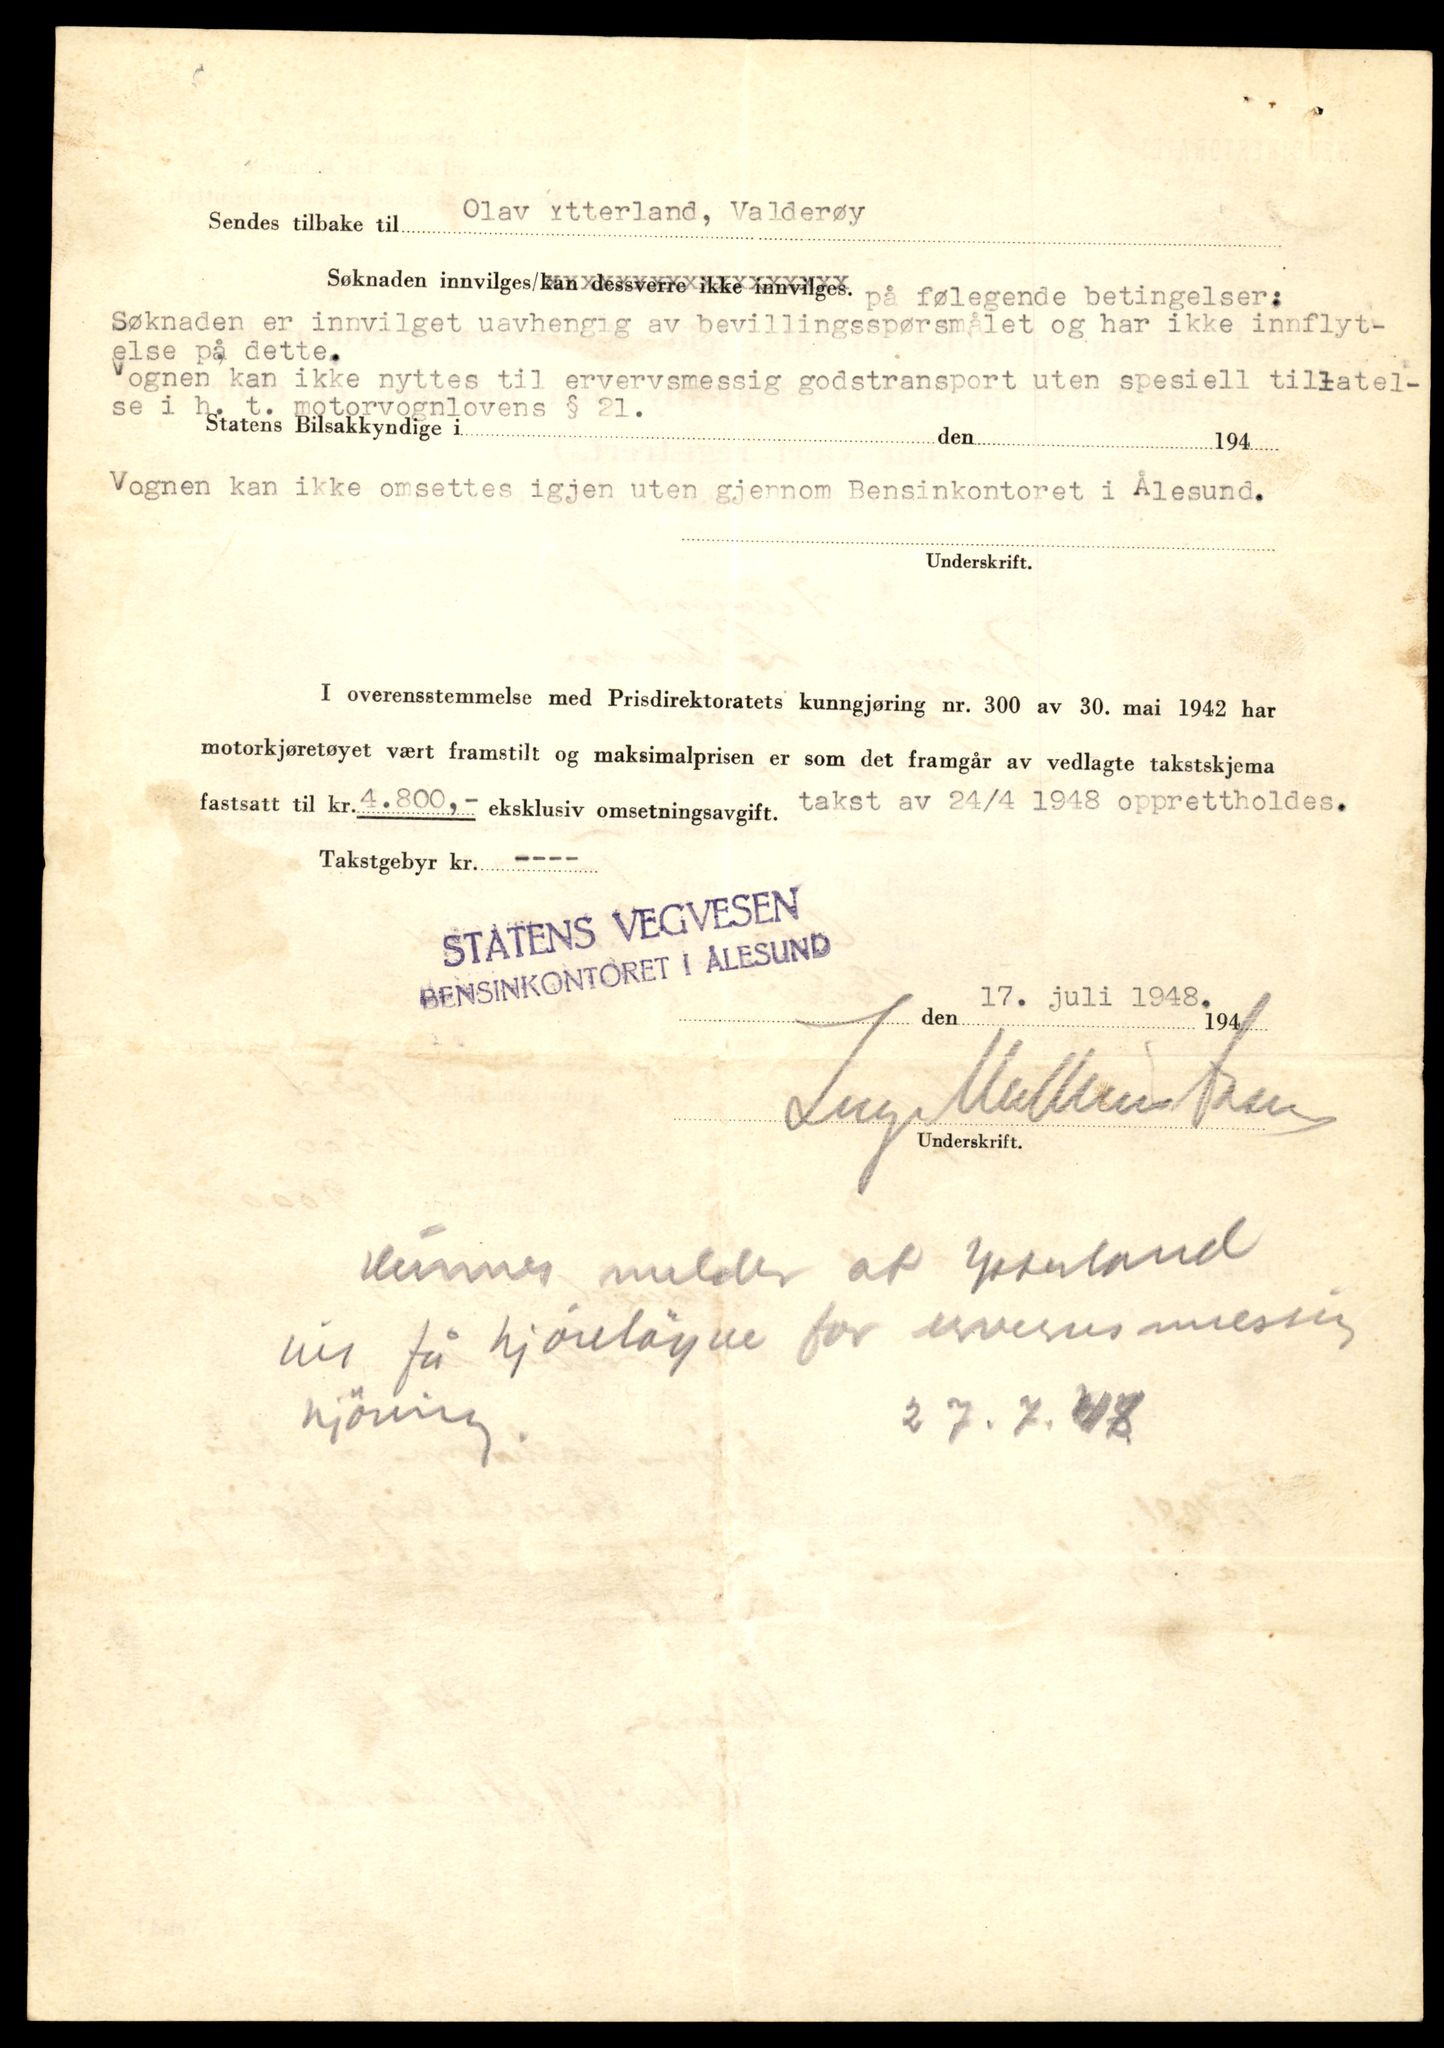 Sendes tilbake til Olav Ytterland, Valderøy
Søknaden innvilges/kan dessverre ikke innvilges. på følegende betingelser:
Søknaden er innvilget uavhengig av bevillingsspørsmålet og har ikke innflyt-
else på dette.
Vognen kan ikke nyttes til ervervsmessig godstransport uten spesiell tillatel-
se i h. t. motorvognlovens § 21.
Statens Bilsakkyndige i den 194
Vognen kan ikke omsettes igjen uten gjennom Bensinkontoret i Ålesund.
Underskrift.
I overensstemmelse med Prisdirektoratets kunngjøring nr. 300 av 30. mai 1942 har
motorkjøretøyet vært framstilt og maksimalprisen er som det framgår av vedlagte takstskjema
fastsatt til kr. 4.800,- eksklusiv omsetningsavgift. takst av 24/4 1948 opprettholdes.
Takstgebyr kr. ----
STATENS VEGVESEN
BENSINKONTORET I ÅLESUND
den 17. juli 1948. 194
Underskrift.
melder at Ytterland
få kjöreløyve for ervervsmessig
kjöring. 27.7.